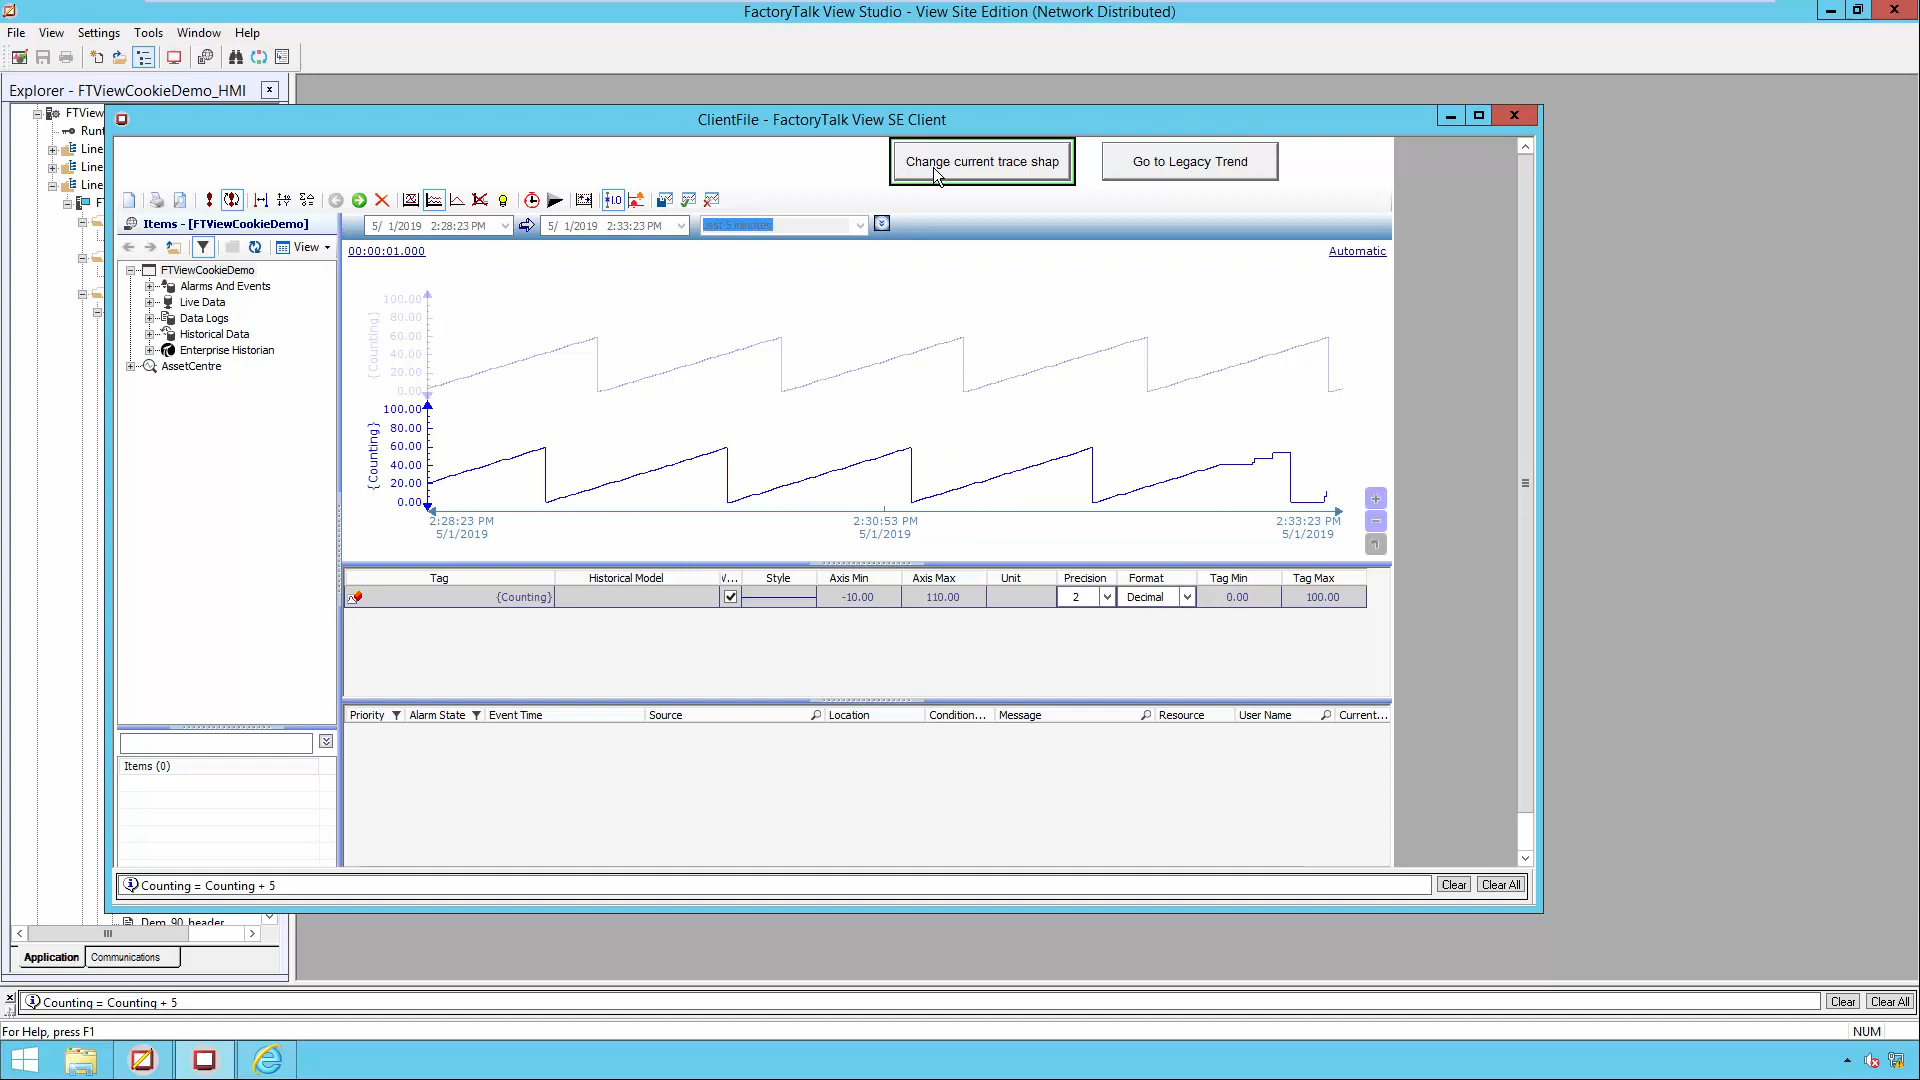 FactoryTalk View Studio - View Site Edition (Network Distributed)
File View Settings Tools Window Help
Explorer - FTViewCookieDemo_HMI
FTView
Runt
Line
Line
Line
ClientFile - FactoryTalk View SE Client
Change current trace shap
Go to Legacy Trend
Items - [FTViewCookieDemo]
5/ 1/2019 2:28:23 PM
5/ 1/2019 2:33:23 PM
last 5 minutes
View
00:00:01.000
Automatic
FTViewCookieDemo
Alarms And Events
Live Data
Data Logs
Historical Data
Enterprise Historian
AssetCentre
{Counting}
100.00
80.00
60.00
40.00
20.00
0.00
{Counting}
100.00
80.00
60.00
40.00
20.00
0.00
2:28:23 PM
5/1/2019
2:30:53 PM
5/1/2019
2:33:23 PM
5/1/2019
Tag Historical Model V... Style Axis Min Axis Max Unit Precision Format Tag Min Tag Max
{Counting} -10.00 110.00 2 Decimal 0.00 100.00
Priority Alarm State Event Time Source Location Condition... Message Resource User Name Current...
Items (0)
Counting = Counting + 5
Clear Clear All
Dem_90_header
Application Communications
Counting = Counting + 5
Clear Clear All
For Help, press F1
NUM